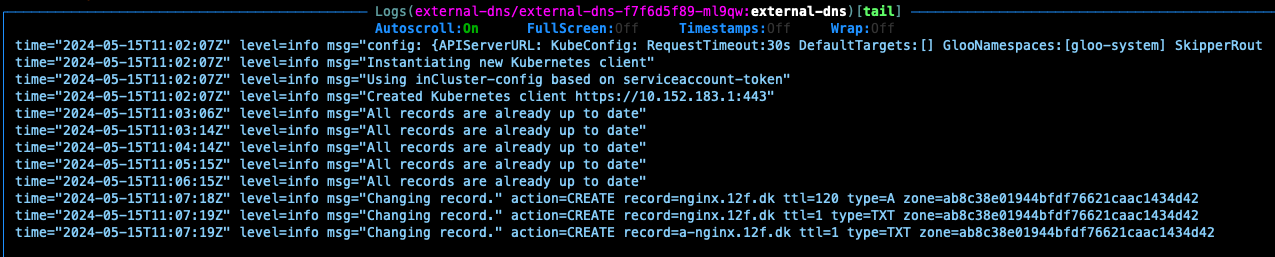 Logs(external-dns/external-dns-f7f6d5f89-ml9qw:external-dns)[tail]
Autoscroll:On FullScreen:Off Timestamps:Off Wrap:Off
time="2024-05-15T11:02:07Z" level=info msg="config: {APIServerURL: KubeConfig: RequestTimeout:30s DefaultTargets:[] GlooNamespaces:[gloo-system] SkipperRout
time="2024-05-15T11:02:07Z" level=info msg="Instantiating new Kubernetes client"
time="2024-05-15T11:02:07Z" level=info msg="Using inCluster-config based on serviceaccount-token"
time="2024-05-15T11:02:07Z" level=info msg="Created Kubernetes client https://10.152.183.1:443"
time="2024-05-15T11:03:06Z" level=info msg="All records are already up to date"
time="2024-05-15T11:03:14Z" level=info msg="All records are already up to date"
time="2024-05-15T11:04:14Z" level=info msg="All records are already up to date"
time="2024-05-15T11:05:15Z" level=info msg="All records are already up to date"
time="2024-05-15T11:06:15Z" level=info msg="All records are already up to date"
time="2024-05-15T11:07:18Z" level=info msg="Changing record." action=CREATE record=nginx.12f.dk ttl=120 type=A zone=ab8c38e01944bfdf76621caac1434d42
time="2024-05-15T11:07:19Z" level=info msg="Changing record." action=CREATE record=nginx.12f.dk ttl=1 type=TXT zone=ab8c38e01944bfdf76621caac1434d42
time="2024-05-15T11:07:19Z" level=info msg="Changing record." action=CREATE record=a-nginx.12f.dk ttl=1 type=TXT zone=ab8c38e01944bfdf76621caac1434d42